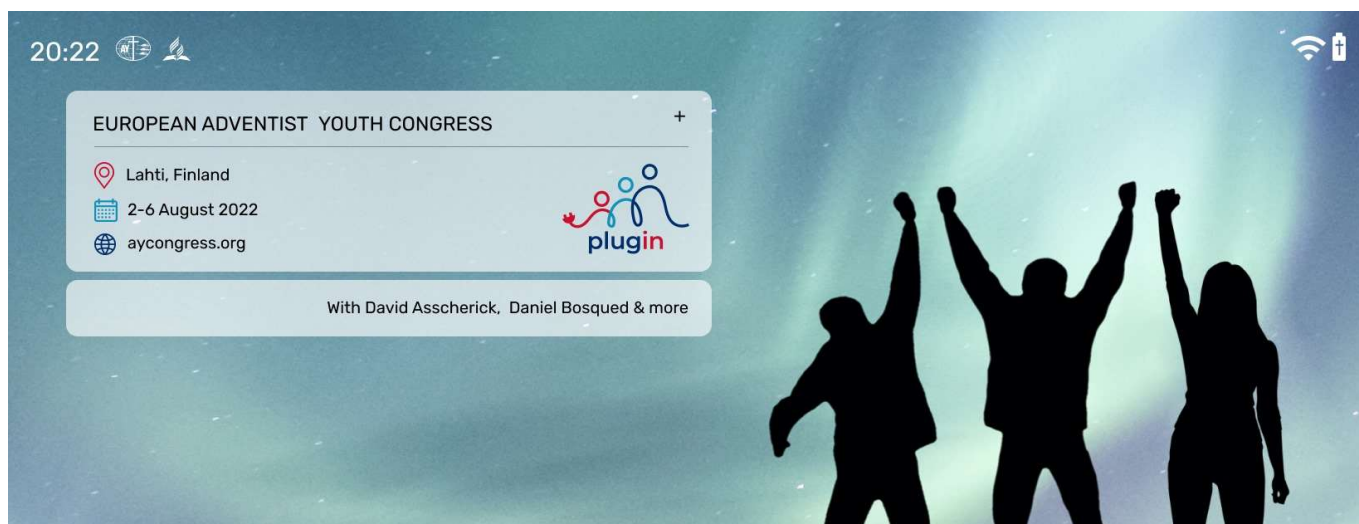 20:22
EUROPEAN ADVENTIST YOUTH CONGRESS +
Lahti, Finland
2-6 August 2022
aycongress.org
plugin
With David Asscherick, Daniel Bosqued & more